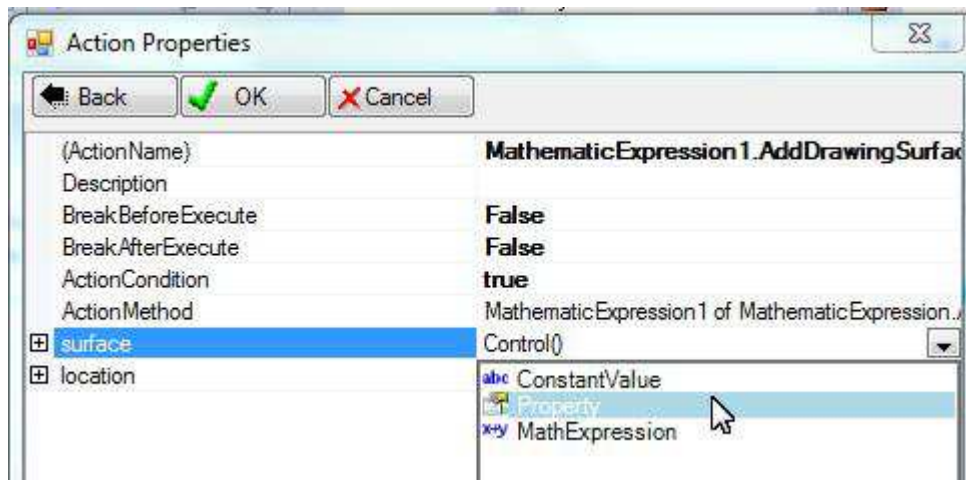 Action Properties
Back OK Cancel
(ActionName) MathematicExpression1.AddDrawingSurfac
Description
BreakBeforeExecute False
BreakAfterExecute False
ActionCondition true
ActionMethod MathematicExpression1 of MathematicExpression.
surface Control()
location
abc ConstantValue
Property
x+y MathExpression